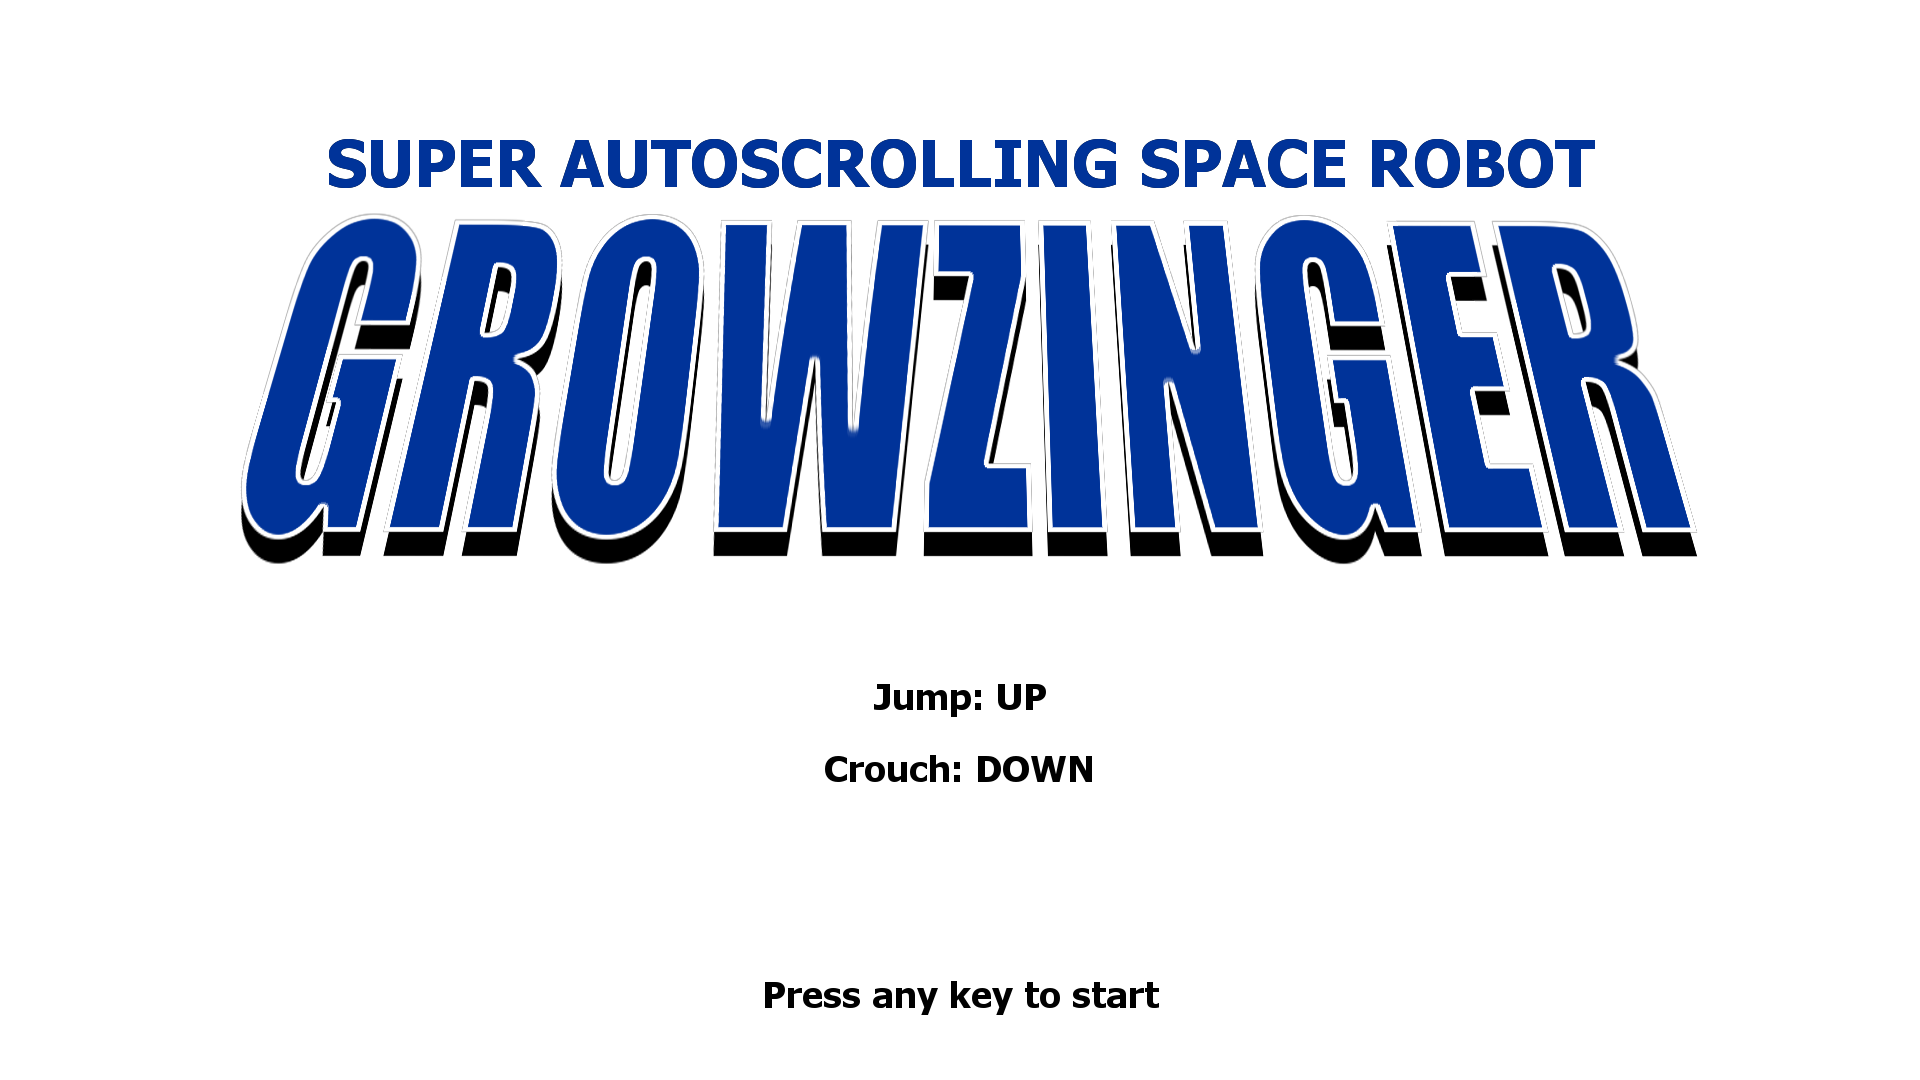 SUPER AUTOSCROLLING SPACE ROBOT
GROWZINGER
Jump: UP
Crouch: DOWN
Press any key to start